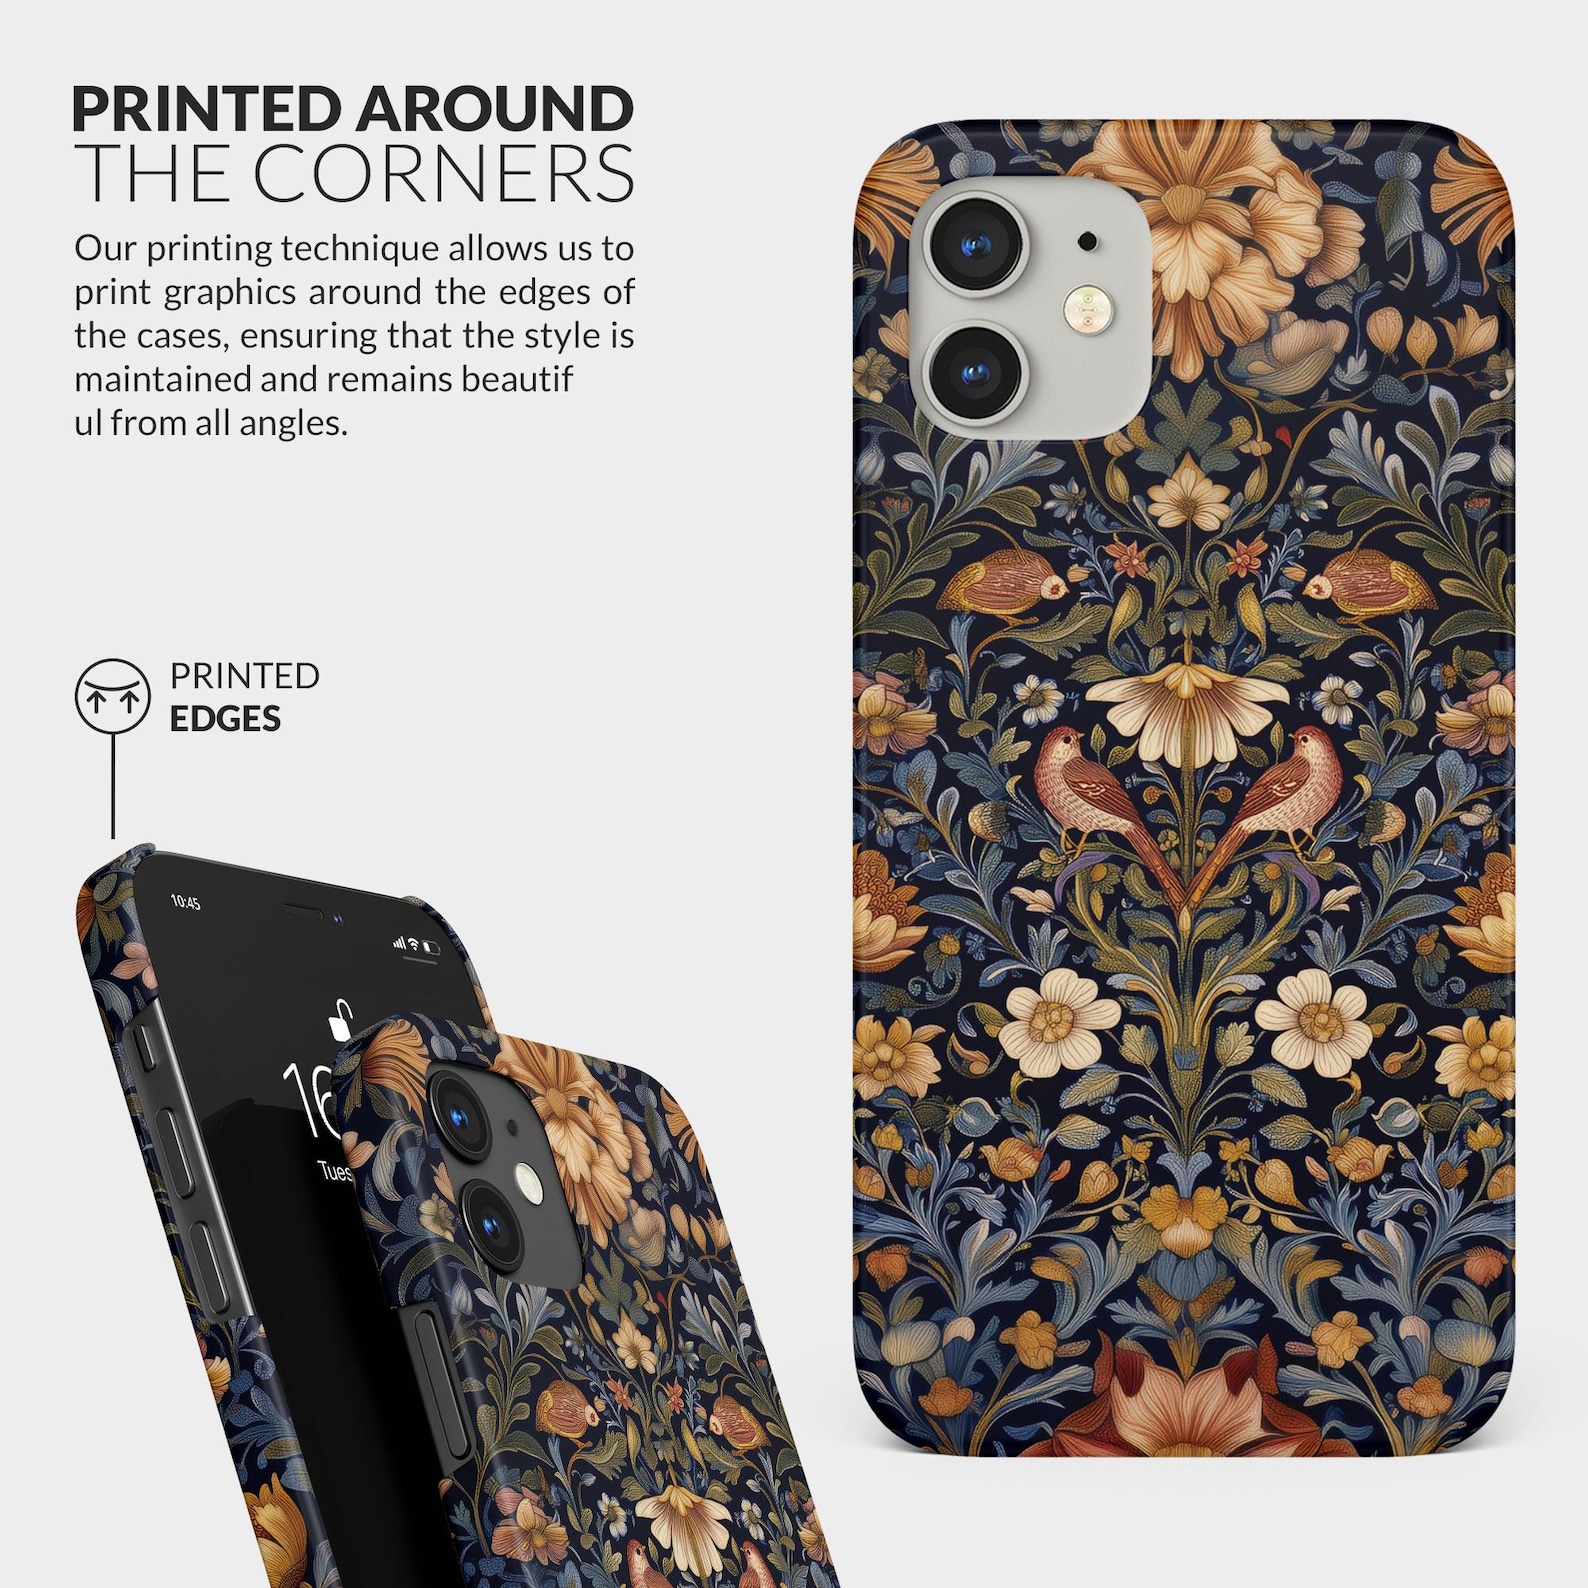 PRINTED AROUND
THE CORNERS
Our printing technique allows us to
print graphics around the edges of
the cases, ensuring that the style is
maintained and remains beautif
ul from all angles.
PRINTED
EDGES
10:45
16
Tues